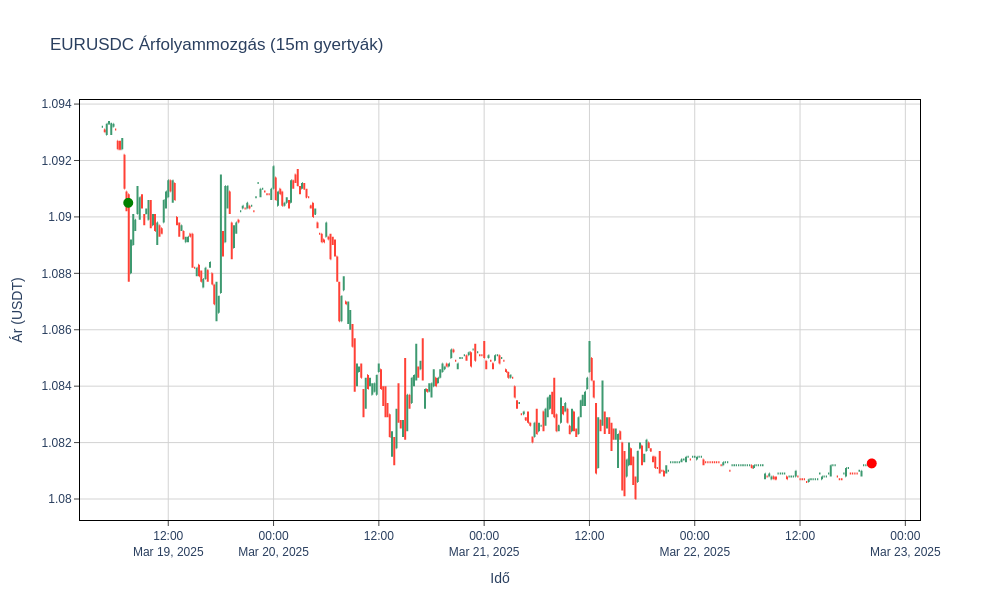 EURUSDC Árfolyammozgás (15m gyertyák)
1.094
1.092
1.09
1.088
1.086
1.084
1.082
1.08
Ár (USDT)
12:00 00:00 12:00 00:00 12:00 00:00 12:00 00:00
Mar 19, 2025 Mar 20, 2025 Mar 21, 2025 Mar 22, 2025 Mar 23, 2025
Idő